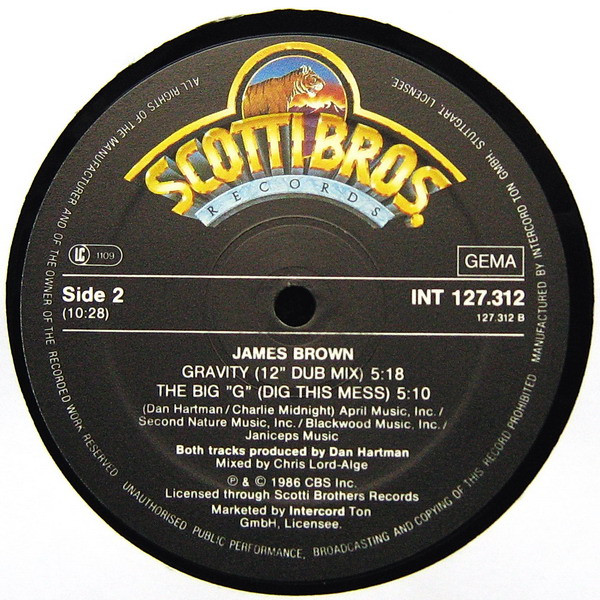 SCOTTI BROS.
RECORDS
LC 1109
GEMA
Side 2
(10:28)
INT 127.312
127.312 B
JAMES BROWN
GRAVITY (12" DUB MIX) 5:18
THE BIG "G" (DIG THIS MESS) 5:10
(Dan Hartman/Charlie Midnight) April Music, Inc./
Second Nature Music, Inc./Blackwood Music, Inc./
Janiceps Music
Both tracks produced by Dan Hartman
Mixed by Chris Lord-Alge
℗ & © 1986 CBS Inc.
Licensed through Scotti Brothers Records
Marketed by Intercord Ton
GmbH, Licensee.
ALL RIGHTS OF THE MANUFACTURER AND OF THE OWNER OF THE RECORDED WORK RESERVED UNAUTHORISED PUBLIC PERFORMANCE, BROADCASTING AND COPYING OF THIS RECORD PROHIBITED MANUFACTURED BY INTERCORD TON GMBH, STUTTGART, LICENSEE.